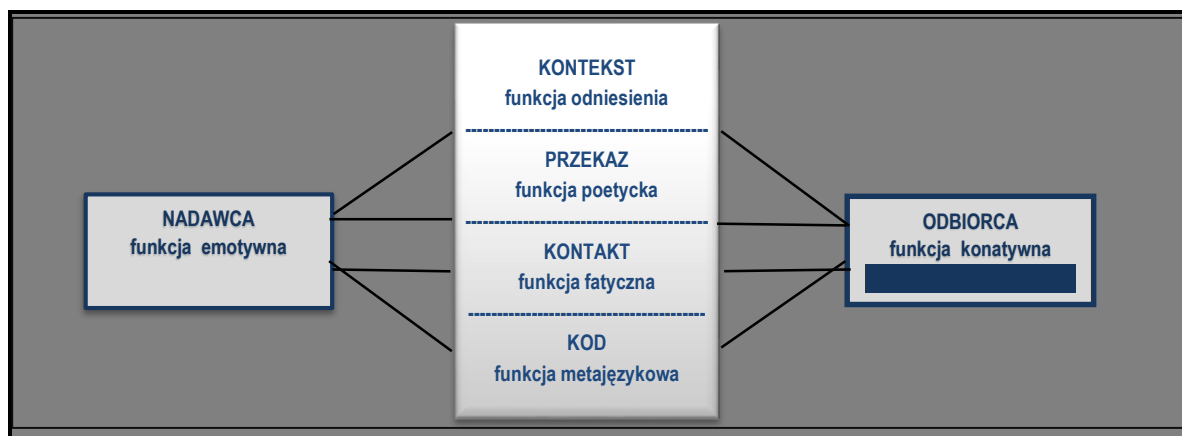 KONTEKST
funkcja odniesienia
PRZEKAZ
funkcja poetycka
NADAWCA
funkcja emotywna
ODBIORCA
funkcja konatywna
KONTAKT
funkcja fatyczna
KOD
funkcja metajęzykowa